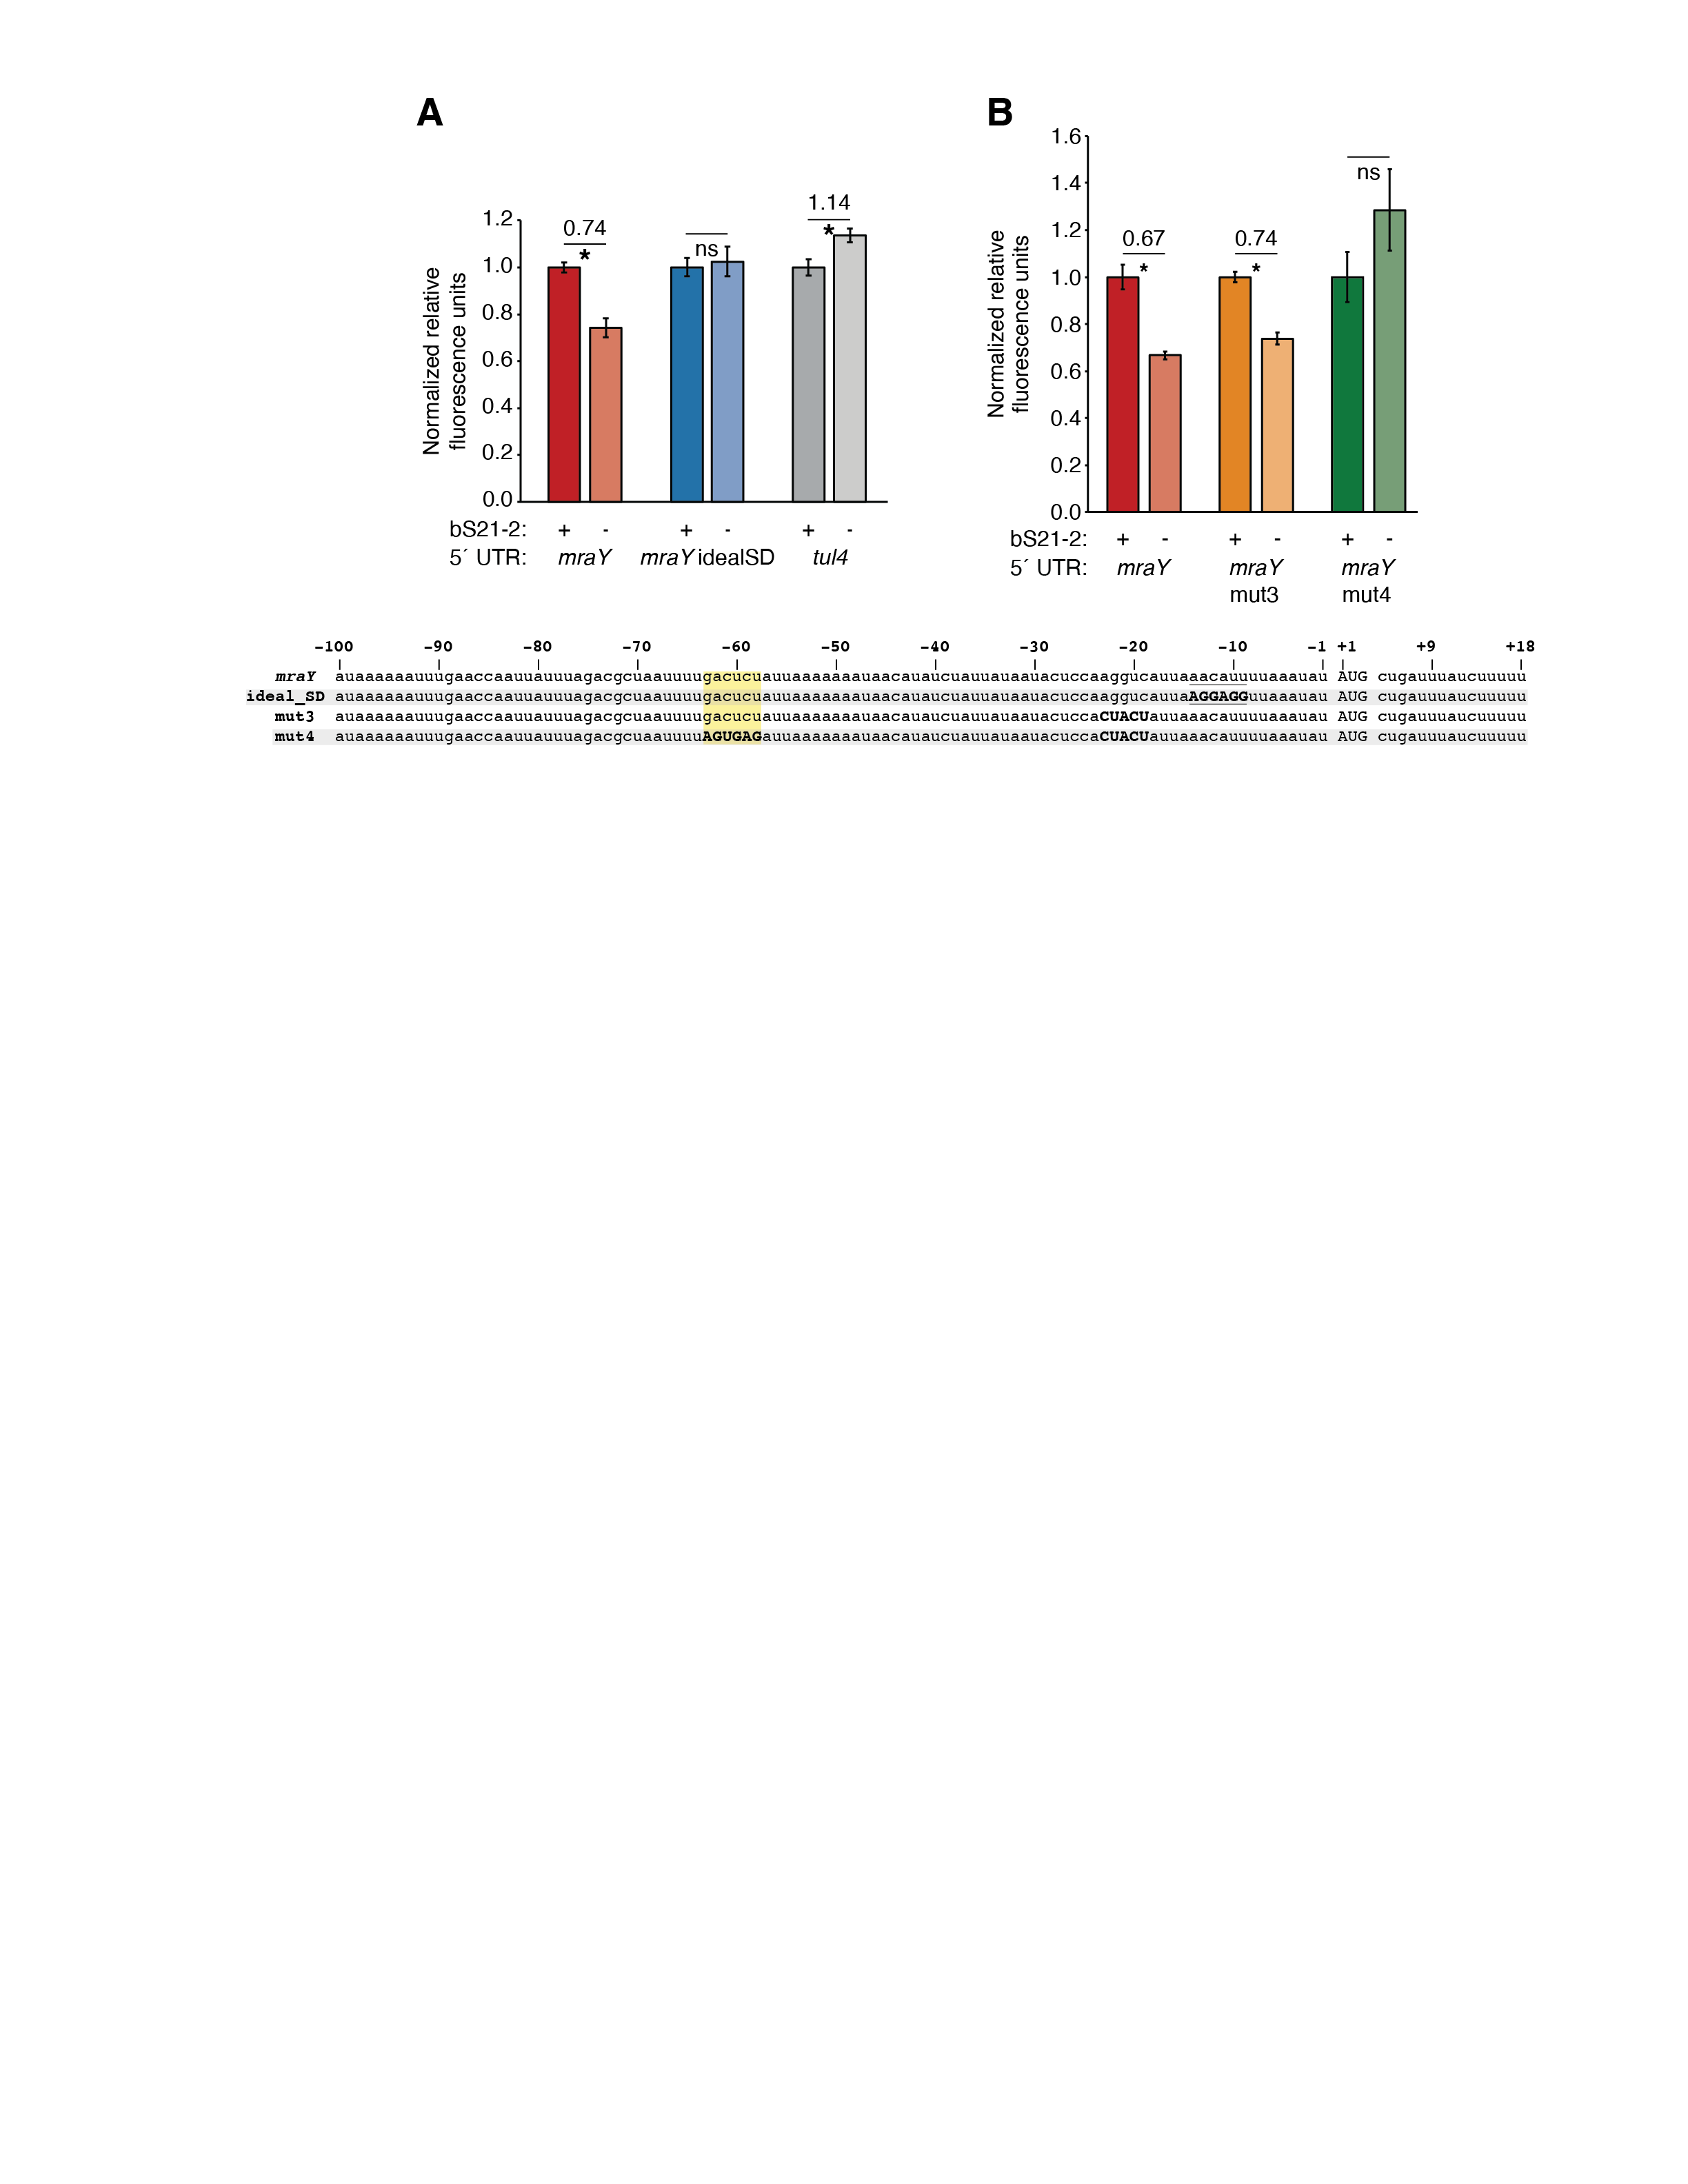 A
B
Normalized relative
fluorescence units
1.2
1.0
0.8
0.6
0.4
0.2
0.0
0.74
*
ns
1.14
*
bS21-2: + - + - + -
5´ UTR: mraY mraY idealSD tul4
Normalized relative
fluorescence units
1.6
1.4
1.2
1.0
0.8
0.6
0.4
0.2
0.0
0.67
*
0.74
*
ns
bS21-2: + - + - + -
5´ UTR: mraY mraY mraY
mut3 mut4
-100 -90 -80 -70 -60 -50 -40 -30 -20 -10 -1 +1 +9 +18
mraY auaaaaaauuugaaccaauuauuuagacgcuaauuuugacucuauuaaaaaaauaacauaucuauuauaauacuccaaggucauuaaacauuuuaaauau AUG cugauuuaucuuuuu
ideal_SD auaaaaaauuugaaccaauuauuuagacgcuaauuuugacucuauuaaaaaaauaacauaucuauuauaauacuccaaggucauuaAGGAGGuuaaauau AUG cugauuuaucuuuuu
mut3 auaaaaaauuugaaccaauuauuuagacgcuaauuuugacucuauuaaaaaaauaacauaucuauuauaauacuccaCUACUauuaaacauuuuaaauau AUG cugauuuaucuuuuu
mut4 auaaaaaauuugaaccaauuauuuagacgcuaauuuuAGUGAGauuaaaaaaauaacauaucuauuauaauacuccaCUACUauuaaacauuuuaaauau AUG cugauuuaucuuuuu